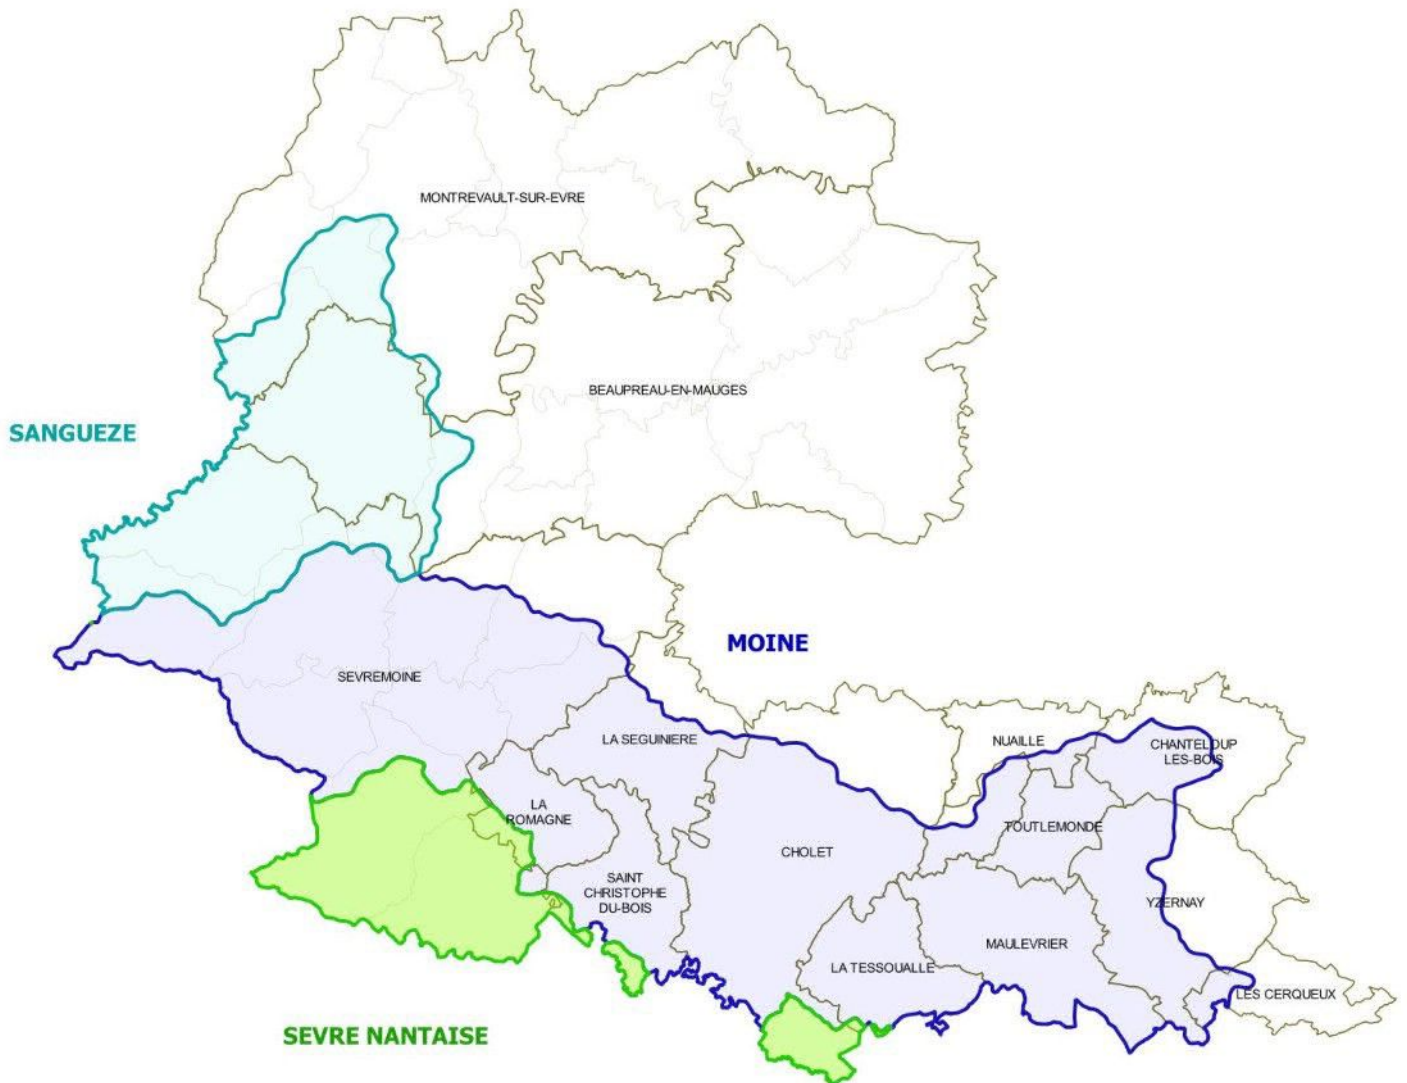 MONTREVAULT-SUR-EVRE
BEAUPREAU-EN-MAUGES
SANGUEZE
MOINE
SEVREMOINE
LA SEGUINIERE
NUAILLE
CHANTELOUP
LES-BOIS
LA
ROMAGNE
TOUTLEMONDE
CHOLET
SAINT
CHRISTOPHE
DU-BOIS
YZERNAY
MAULEVRIER
LA TESSOUALLE
LES CERQUEUX
SEVRE NANTAISE